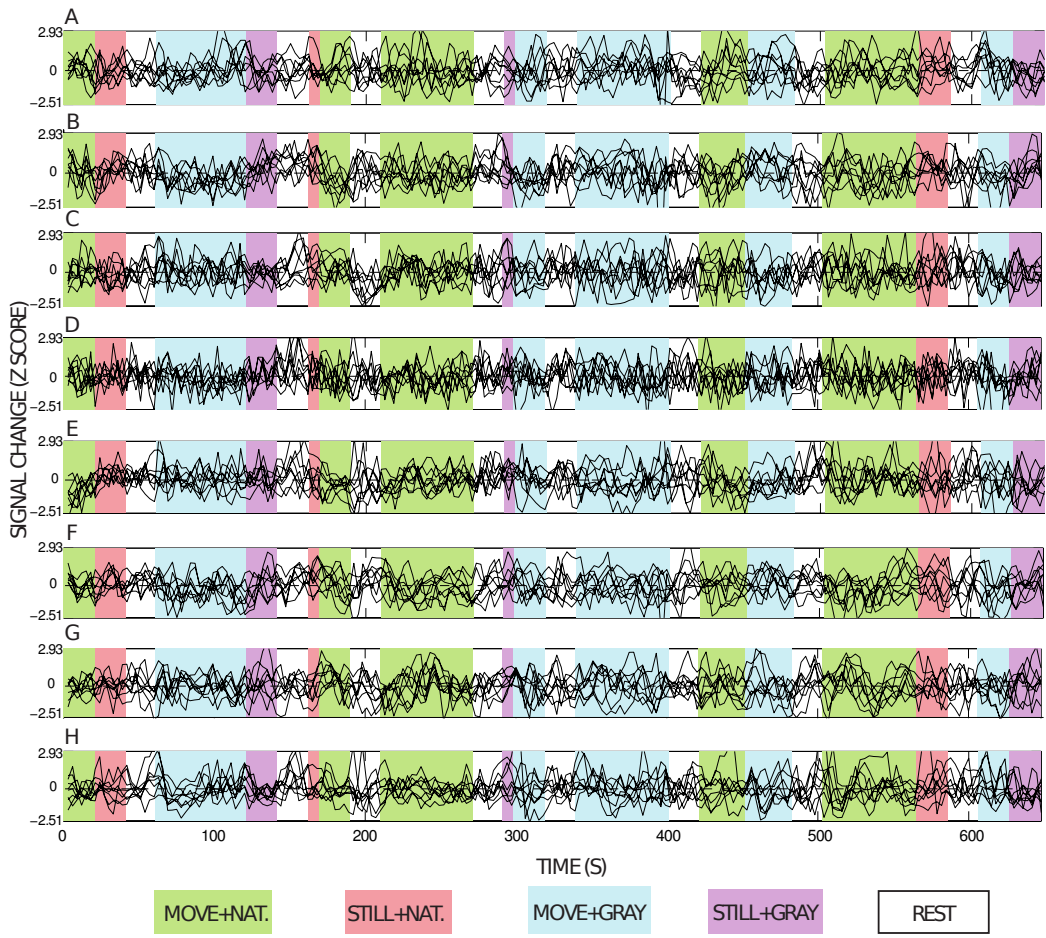 A
2.93
0
−2.51
B
2.93
0
−2.51
C
2.93
0
−2.51
D
2.93
0
−2.51
E
2.93
0
−2.51
F
2.93
0
−2.51
G
2.93
0
−2.51
H
2.93
0
−2.51
SIGNAL CHANGE (Z SCORE)
0 100 200 300 400 500 600
TIME (S)
MOVE+NAT. STILL+NAT. MOVE+GRAY STILL+GRAY REST